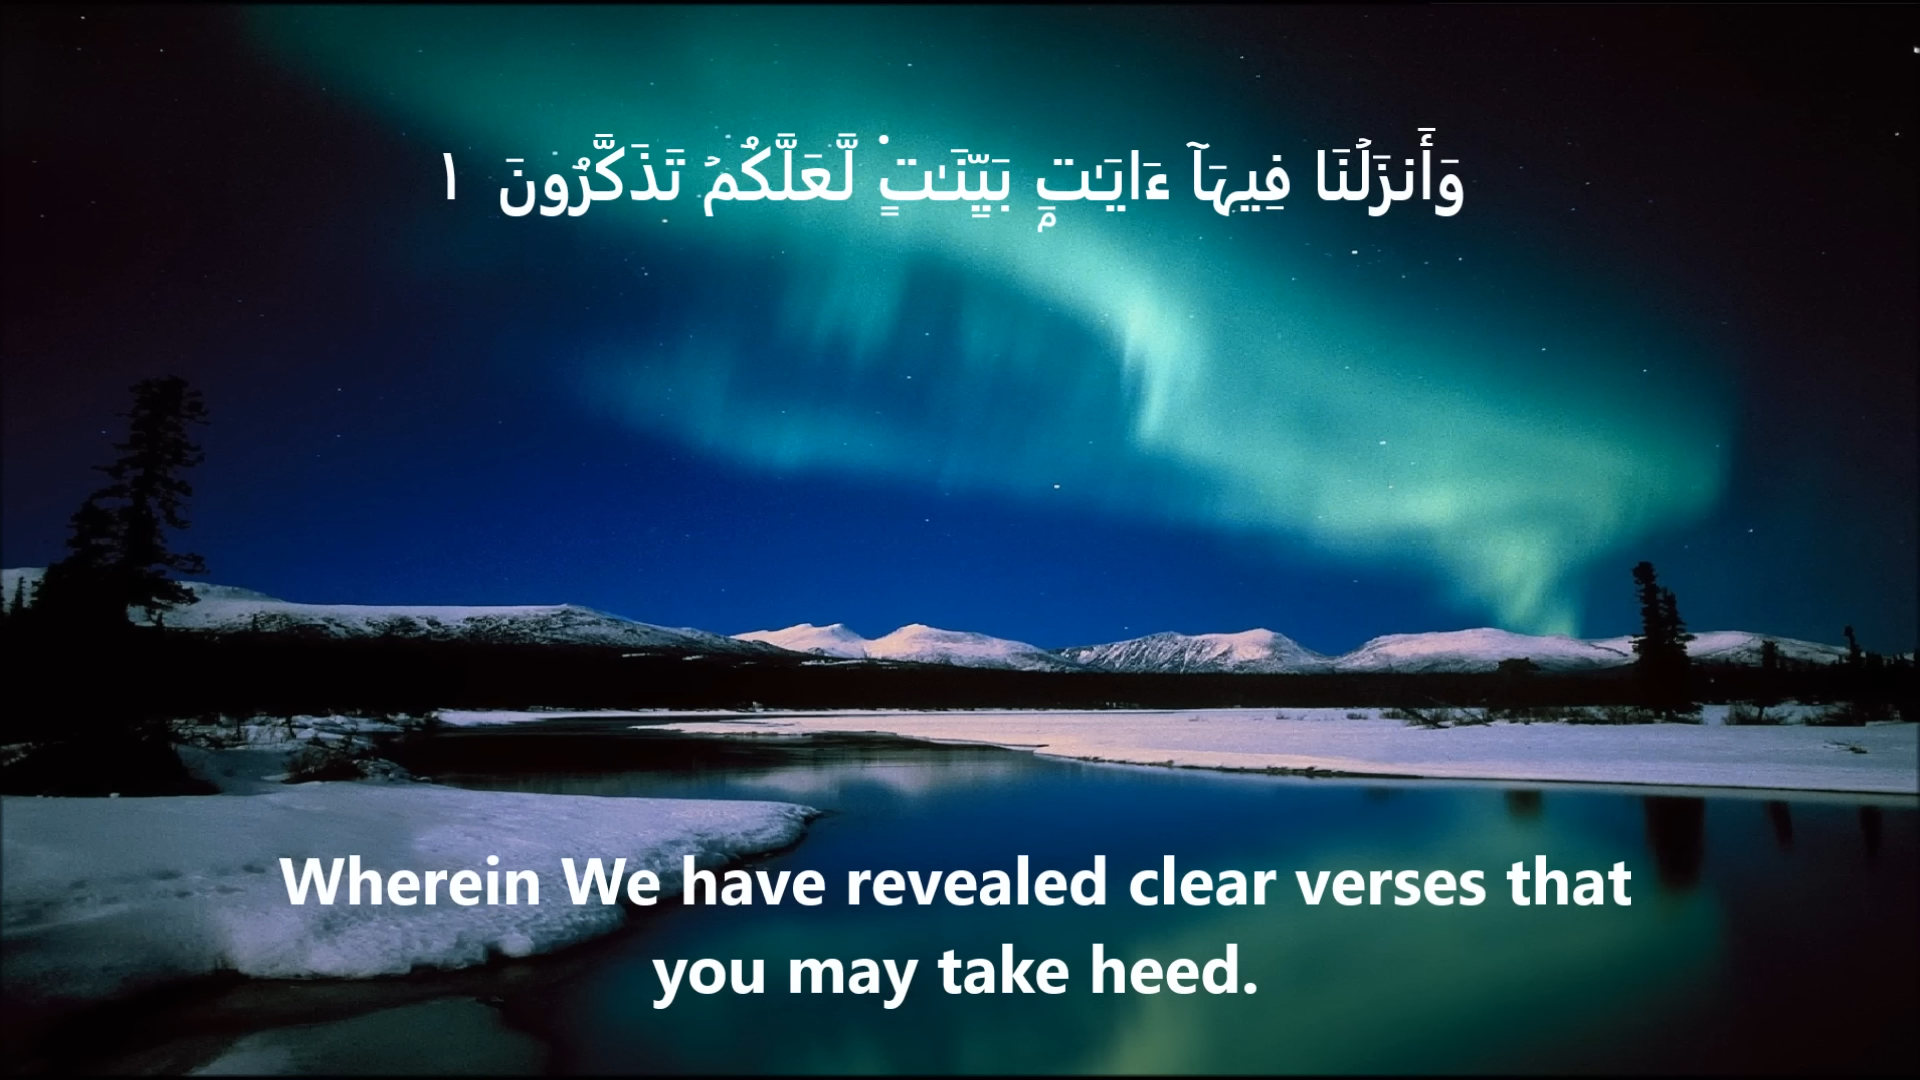 وَأَنزَلْنَا فِيهَآ ءَايَـٰتٍۭ بَيِّنَـٰتٍۢ لَّعَلَّكُمْ تَذَكَّرُونَ ١
Wherein We have revealed clear verses that
you may take heed.